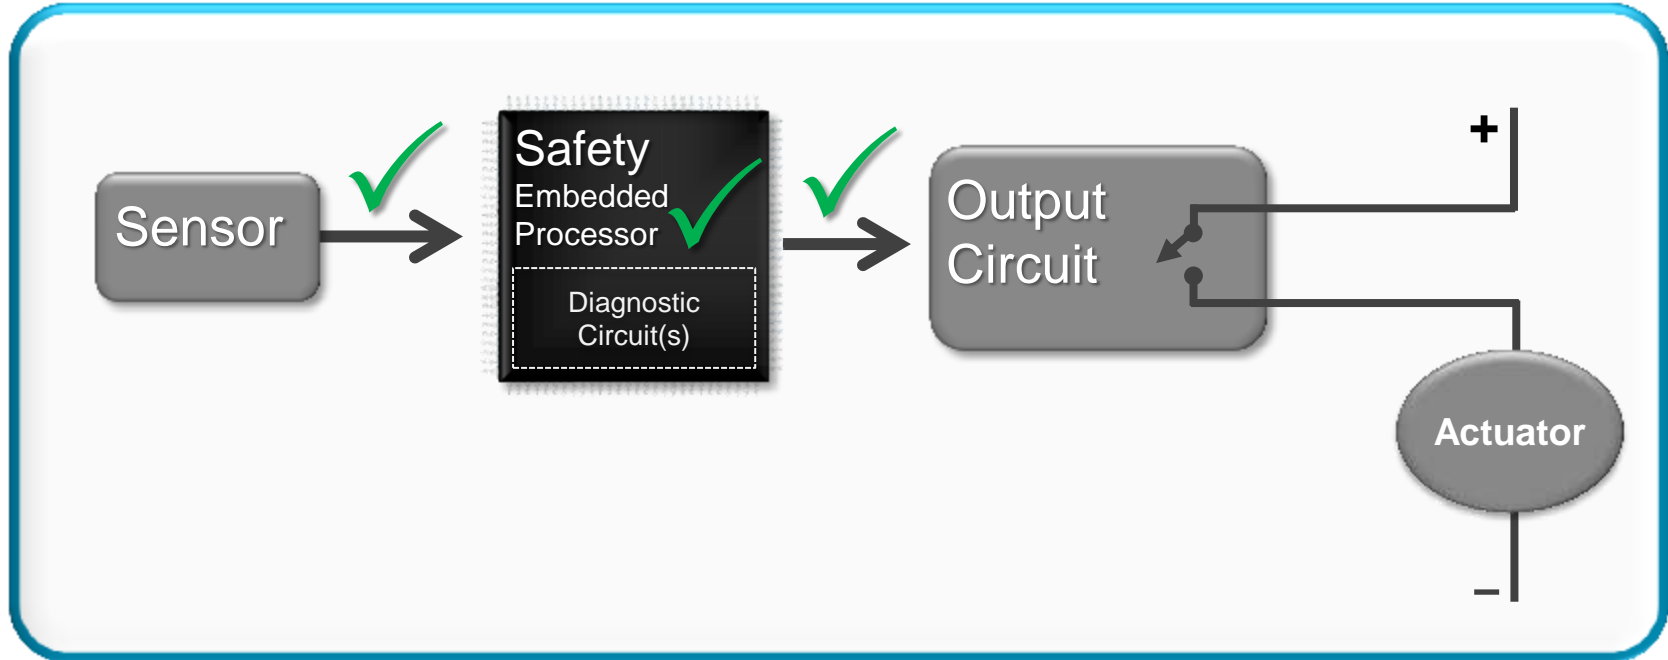 Sensor
Safety
Embedded
Processor
Diagnostic
Circuit(s)
Output
Circuit
+
Actuator
–